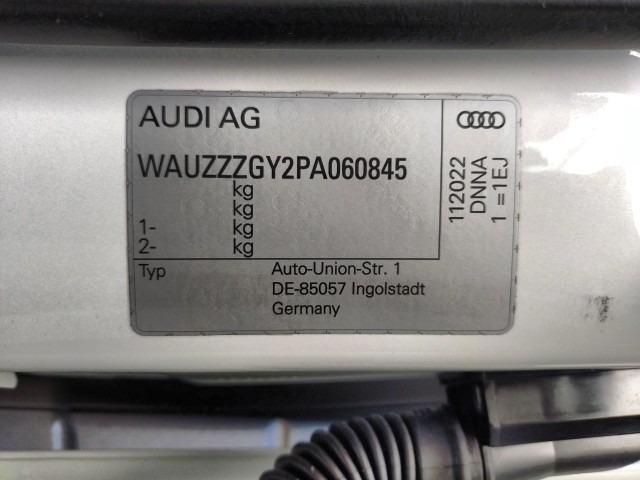 AUDI AG
WAUZZZGY2PA060845
kg
kg
1- kg
2- kg
Typ
Auto-Union-Str. 1
DE-85057 Ingolstadt
Germany
112022
DNNA
1 =1EJ